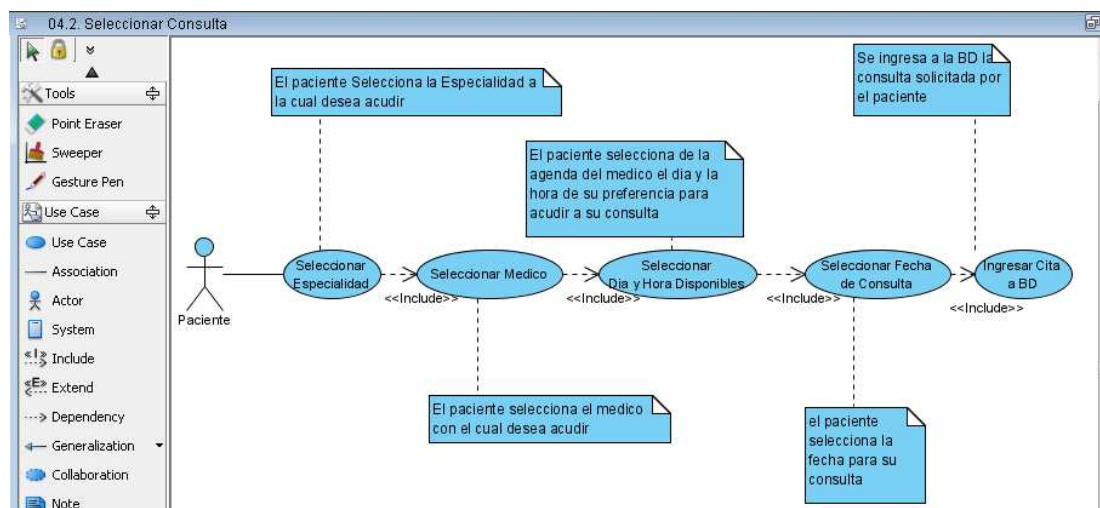 04.2. Seleccionar Consulta
Tools
Point Eraser
Sweeper
Gesture Pen
Use Case
Use Case
Association
Actor
System
Include
Extend
Dependency
Generalization
Collaboration
Note
El paciente Selecciona la Especialidad a
la cual desea acudir
Se ingresa a la BD la
consulta solicitada por
el paciente
El paciente selecciona de la
agenda del medico el dia y la
hora de su preferencia para
acudir a su consulta
Paciente
Seleccionar
Especialidad
<<Include>>
Seleccionar Medico
<<Include>>
Seleccionar
Dia y Hora Disponibles
<<Include>>
Seleccionar Fecha
de Consulta
<<Include>>
Ingresar Cita
a BD
El paciente selecciona el medico
con el cual desea acudir
el paciente
selecciona la
fecha para su
consulta